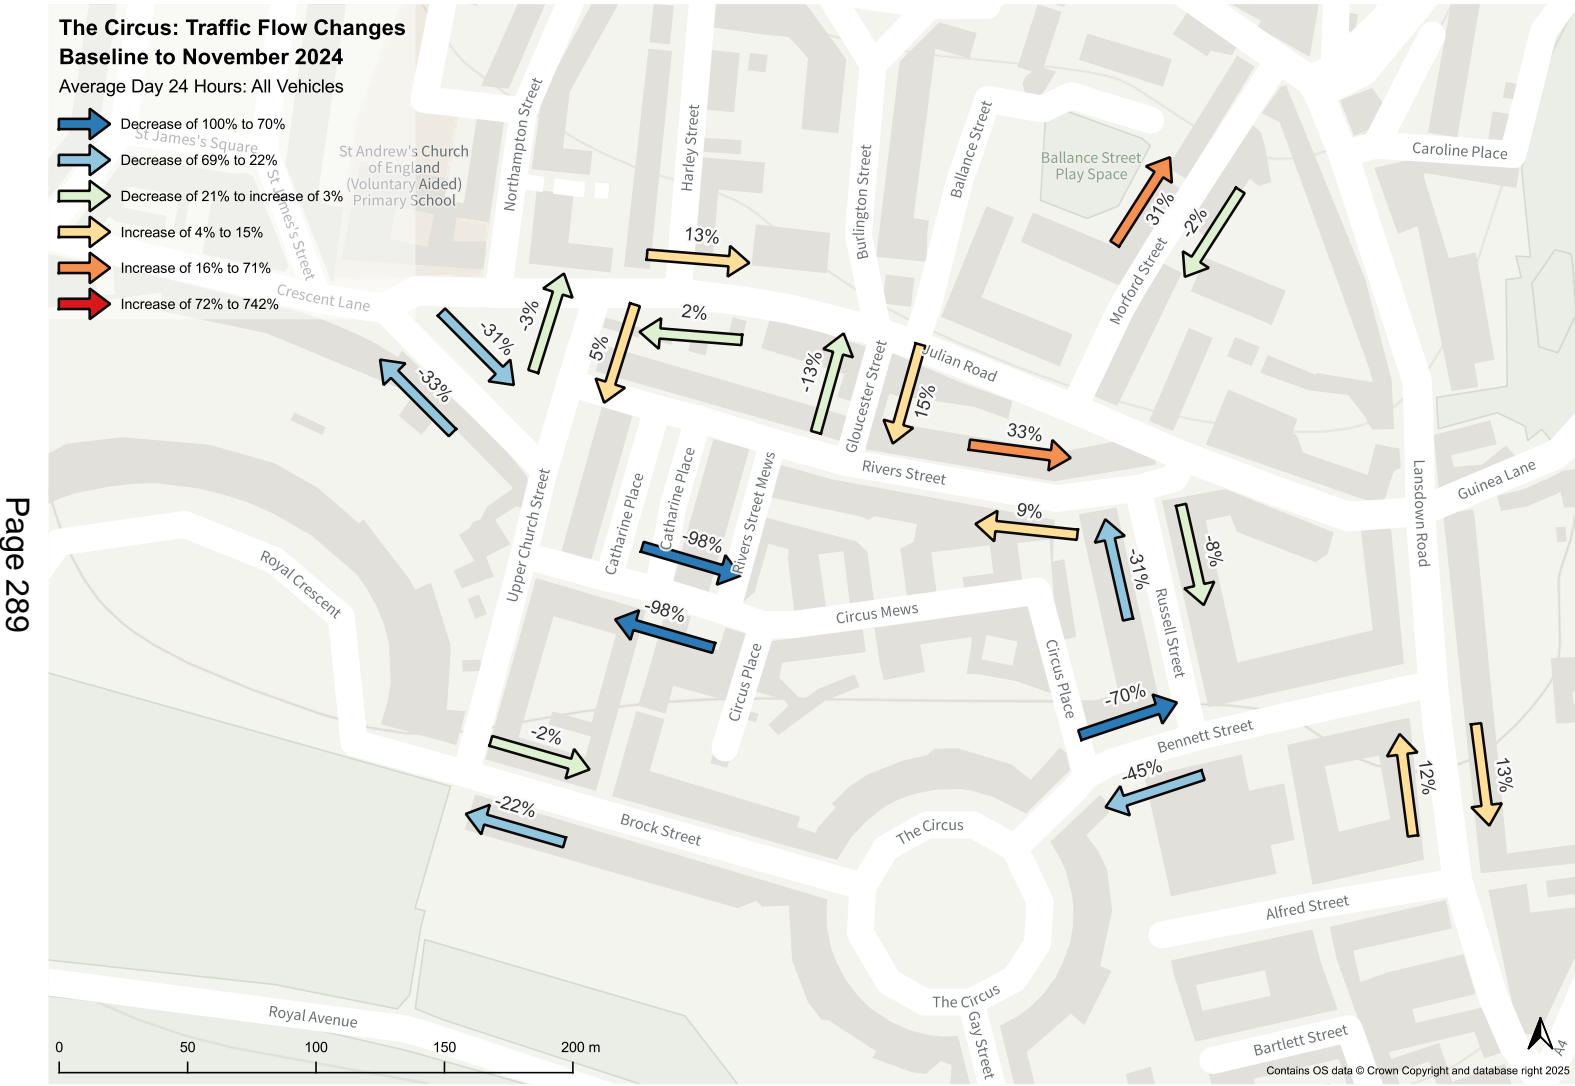 The Circus: Traffic Flow Changes
Baseline to November 2024
Average Day 24 Hours: All Vehicles
Decrease of 100% to 70%
Decrease of 69% to 22%
Decrease of 21% to increase of 3%
Increase of 4% to 15%
Increase of 16% to 71%
Increase of 72% to 742%
St James's Square
St James's Street
Crescent Lane
St Andrew's Church
of England
(Voluntary Aided)
Primary School
Northampton Street
Harley Street
Burlington Street
Ballance Street
Ballance Street
Play Space
Morford Street
Caroline Place
Julian Road
Gloucester Street
Rivers Street
Lansdown Road
Guinea Lane
Upper Church Street
Catharine Place
Catharine Place
Rivers Street Mews
Royal Crescent
Circus Mews
Circus Place
Circus Place
Russell Street
Bennett Street
Brock Street
The Circus
The Circus
Gay Street
Alfred Street
Bartlett Street
Royal Avenue
A4
13%
31%
-2%
-31%
-3%
5%
2%
-33%
-13%
15%
33%
9%
-98%
-98%
-31%
-8%
-70%
-45%
-2%
-22%
12%
13%
0 50 100 150 200 m
Contains OS data © Crown Copyright and database right 2025
Page 289